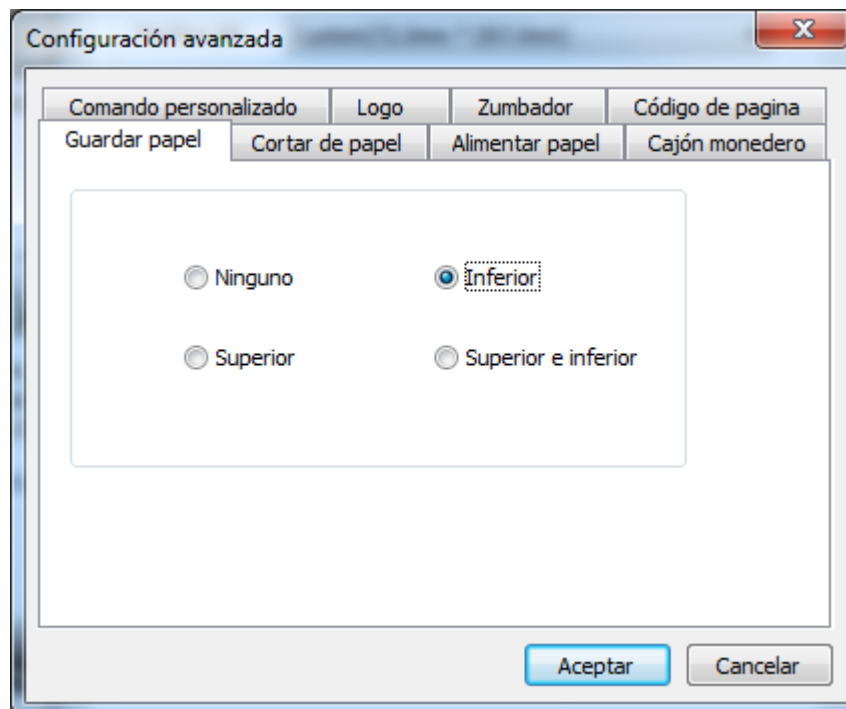 Configuración avanzada
Comando personalizado Logo Zumbador Código de pagina
Guardar papel Cortar de papel Alimentar papel Cajón monedero
Ninguno Inferior
Superior Superior e inferior
Aceptar Cancelar